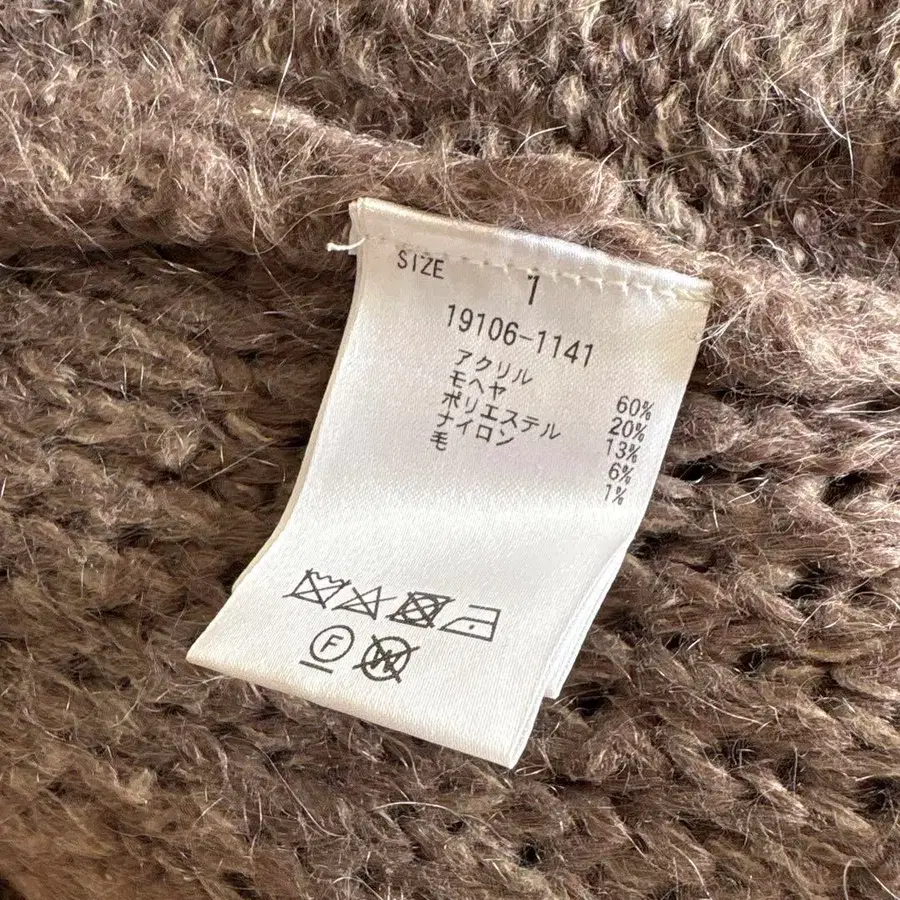 SIZE 1
19106-1141
アクリル 60%
モヘヤ 20%
ポリエステル 13%
ナイロン 6%
毛 1%
F W